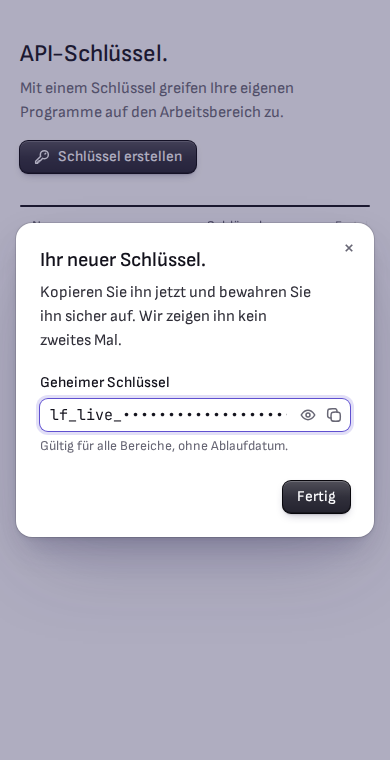 API-Schlüssel.
Mit einem Schlüssel greifen Ihre eigenen
Programme auf den Arbeitsbereich zu.
Schlüssel erstellen
Ihr neuer Schlüssel.
Kopieren Sie ihn jetzt und bewahren Sie
ihn sicher auf. Wir zeigen ihn kein
zweites Mal.
Geheimer Schlüssel
lf_live_••••••••••••••••••
Gültig für alle Bereiche, ohne Ablaufdatum.
Fertig